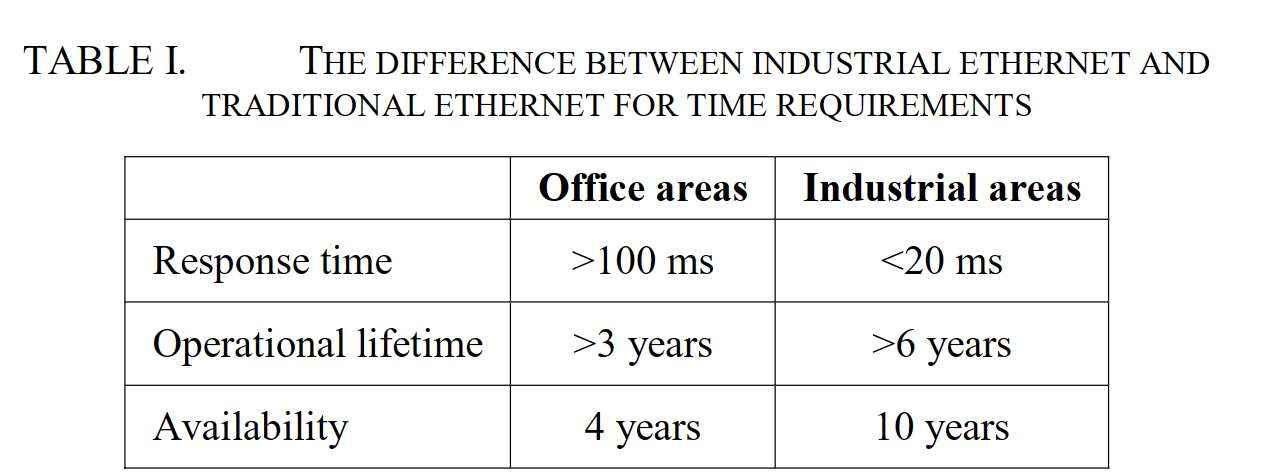 TABLE I. THE DIFFERENCE BETWEEN INDUSTRIAL ETHERNET AND
TRADITIONAL ETHERNET FOR TIME REQUIREMENTS
Office areas Industrial areas
Response time >100 ms <20 ms
Operational lifetime >3 years >6 years
Availability 4 years 10 years